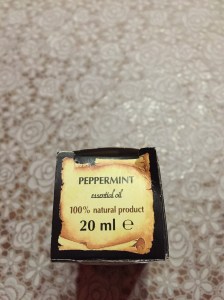 PEPPERMINT
essential oil
100% natural product
20 ml ℮